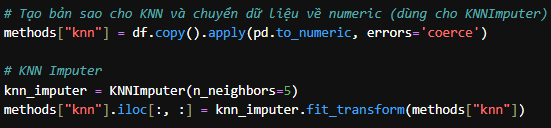 # Tạo bản sao cho KNN và chuyển dữ liệu về numeric (dùng cho KNNImputer)
methods["knn"] = df.copy().apply(pd.to_numeric, errors='coerce')
# KNN Imputer
knn_imputer = KNNImputer(n_neighbors=5)
methods["knn"].iloc[:, :] = knn_imputer.fit_transform(methods["knn"])